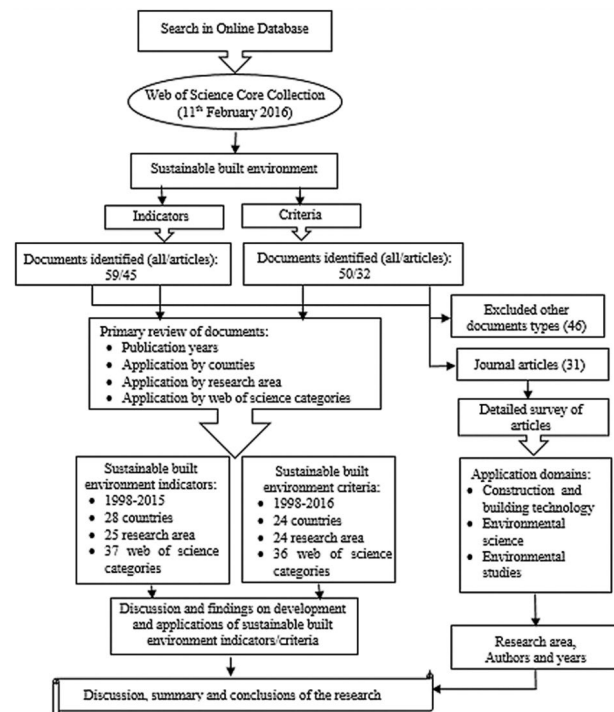 Search in Online Database
Web of Science Core Collection
(11th February 2016)
Sustainable built environment
Indicators
Criteria
Documents identified (all/articles):
59/45
Documents identified (all/articles):
50/32
Excluded other
documents types (46)
Primary review of documents:
• Publication years
• Application by counties
• Application by research area
• Application by web of science categories
Journal articles (31)
Detailed survey of
articles
Sustainable built
environment indicators:
• 1998-2015
• 28 countries
• 25 research area
• 37 web of science
categories
Sustainable built
environment criteria:
• 1998-2016
• 24 countries
• 24 research area
• 36 web of science
categories
Application domains:
• Construction and
building technology
• Environmental
science
• Environmental
studies
Discussion and findings on development
and applications of sustainable built
environment indicators/criteria
Research area,
Authors and years
Discussion, summary and conclusions of the research